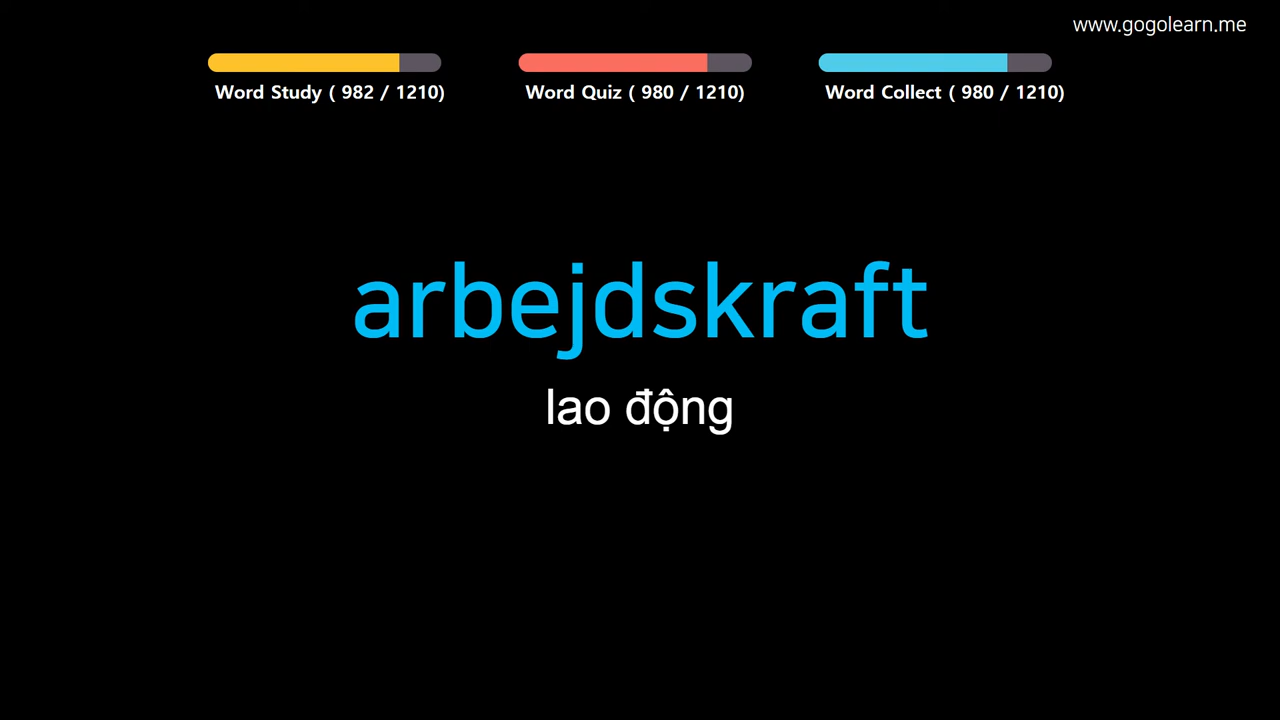 www.gogolearn.me
Word Study ( 982 / 1210)
Word Quiz ( 980 / 1210)
Word Collect ( 980 / 1210)
arbejdskraft
lao động